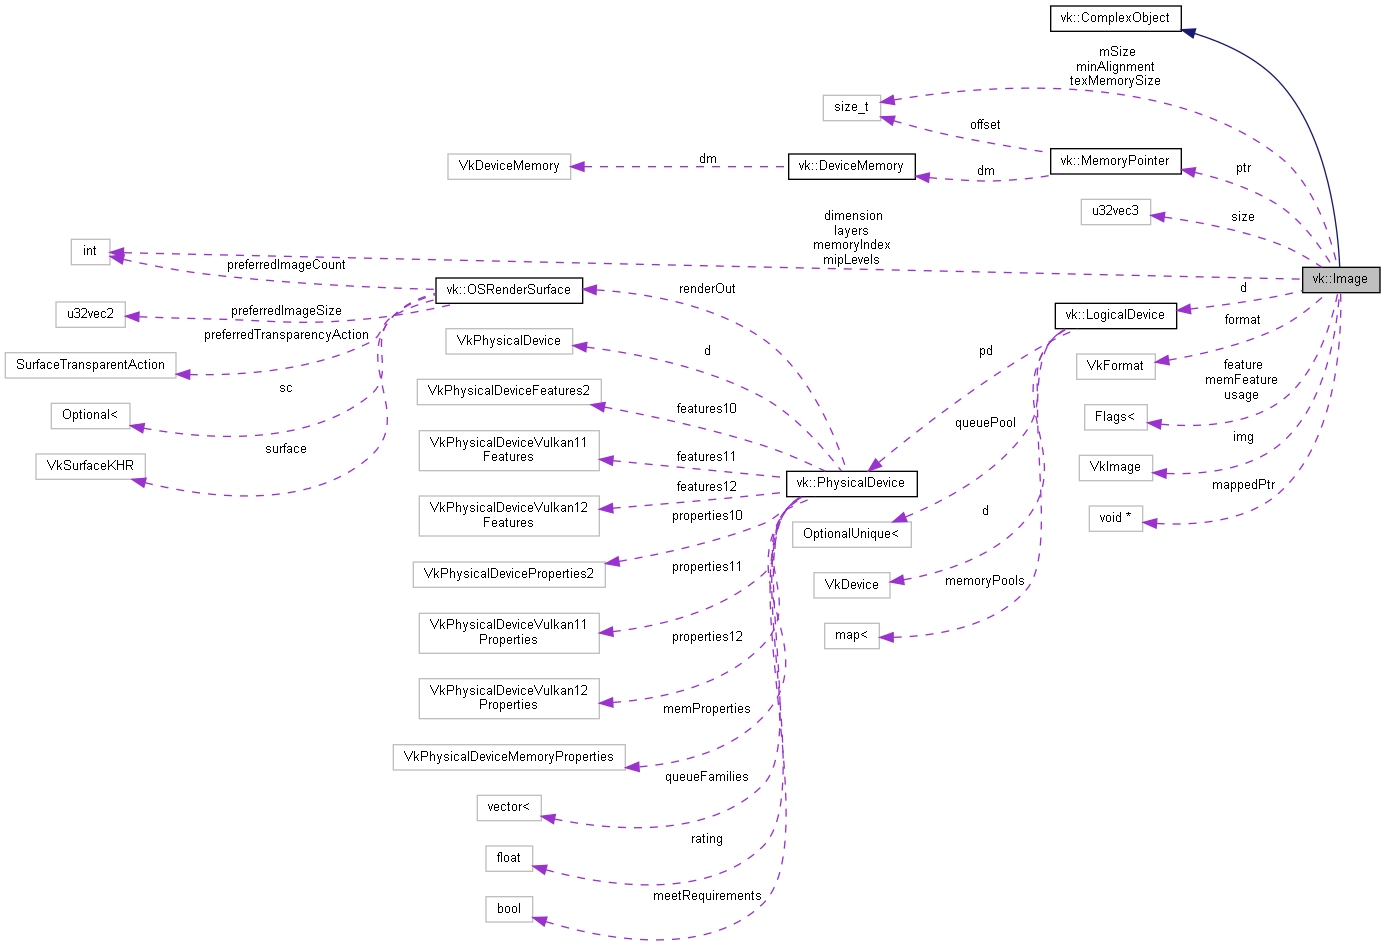 vk::ComplexObject
mSize
minAlignment
texMemorySize
size_t
offset
VkDeviceMemory
dm
vk::DeviceMemory
dm
vk::MemoryPointer
ptr
u32vec3
size
dimension
layers
memoryIndex
mipLevels
int
preferredImageCount
vk::Image
vk::OSRenderSurface
renderOut
d
u32vec2
preferredImageSize
vk::LogicalDevice
format
preferredTransparencyAction
VkPhysicalDevice
d
pd
SurfaceTransparentAction
VkFormat
feature
memFeature
usage
sc
VkPhysicalDeviceFeatures2
features10
Optional<
Flags<
queuePool
surface
VkPhysicalDeviceVulkan11
Features
features11
img
VkSurfaceKHR
VkImage
vk::PhysicalDevice
features12
mappedPtr
VkPhysicalDeviceVulkan12
Features
properties10
d
void *
OptionalUnique<
VkPhysicalDeviceProperties2
properties11
VkDevice
memoryPools
VkPhysicalDeviceVulkan11
Properties
properties12
map<
VkPhysicalDeviceVulkan12
Properties
memProperties
VkPhysicalDeviceMemoryProperties
queueFamilies
vector<
rating
float
meetRequirements
bool